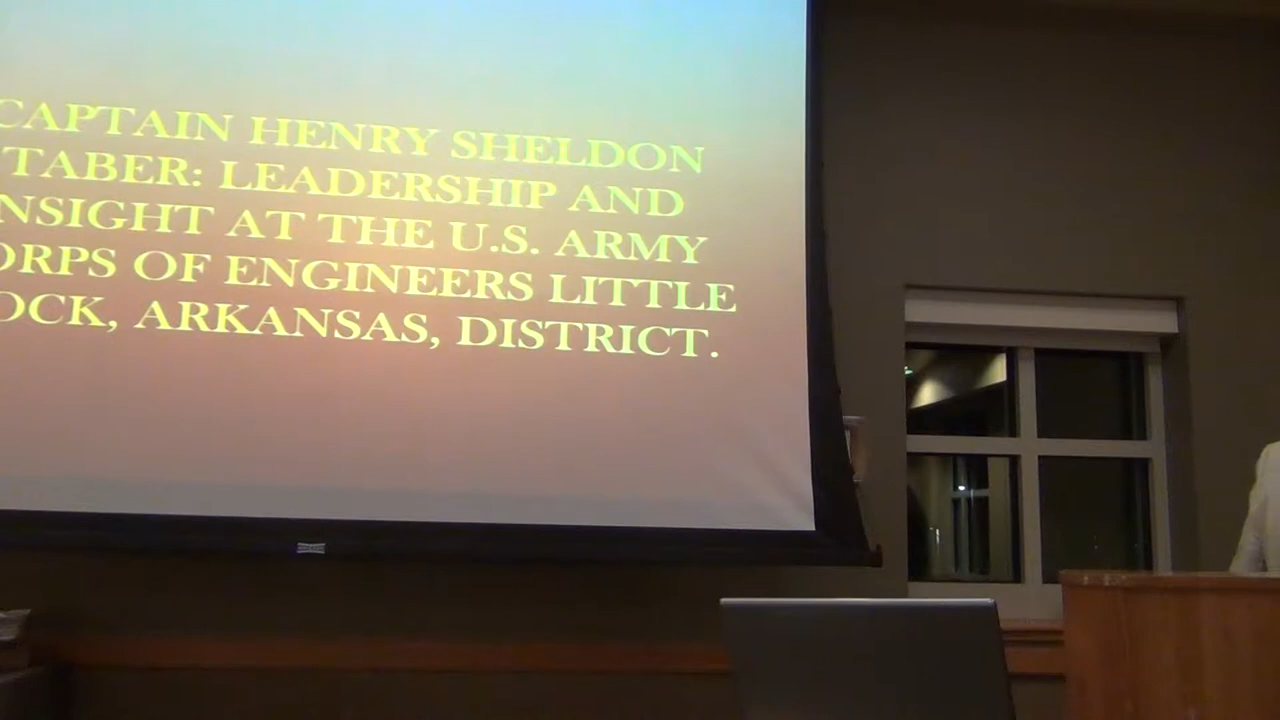 CAPTAIN HENRY SHELDON
TABER: LEADERSHIP AND
NSIGHT AT THE U.S. ARMY
ORPS OF ENGINEERS LITTLE
OCK, ARKANSAS, DISTRICT.